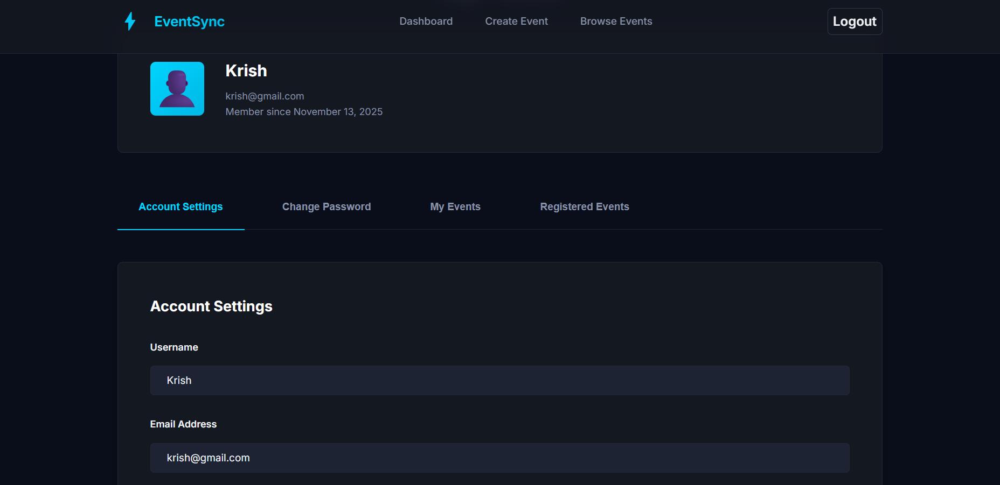 EventSync
Dashboard
Create Event
Browse Events
Logout
Krish
krish@gmail.com
Member since November 13, 2025
Account Settings
Change Password
My Events
Registered Events
Account Settings
Username
Krish
Email Address
krish@gmail.com